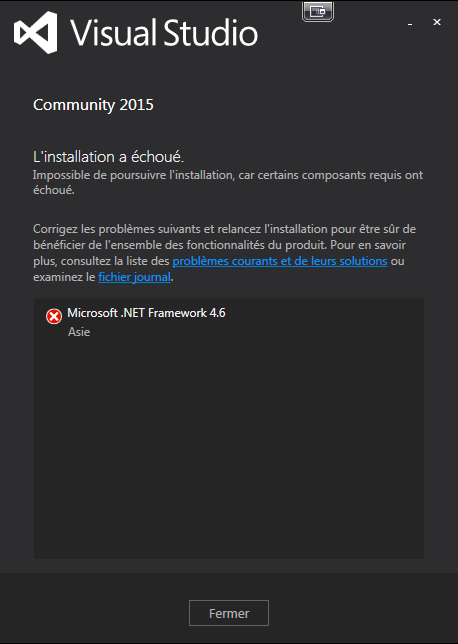 Visual Studio
Community 2015
L'installation a échoué.
Impossible de poursuivre l'installation, car certains composants requis ont
échoué.
Corrigez les problèmes suivants et relancez l'installation pour être sûr de
bénéficier de l'ensemble des fonctionnalités du produit. Pour en savoir
plus, consultez la liste des problèmes courants et de leurs solutions ou
examinez le fichier journal.
Microsoft .NET Framework 4.6
Asie
Fermer